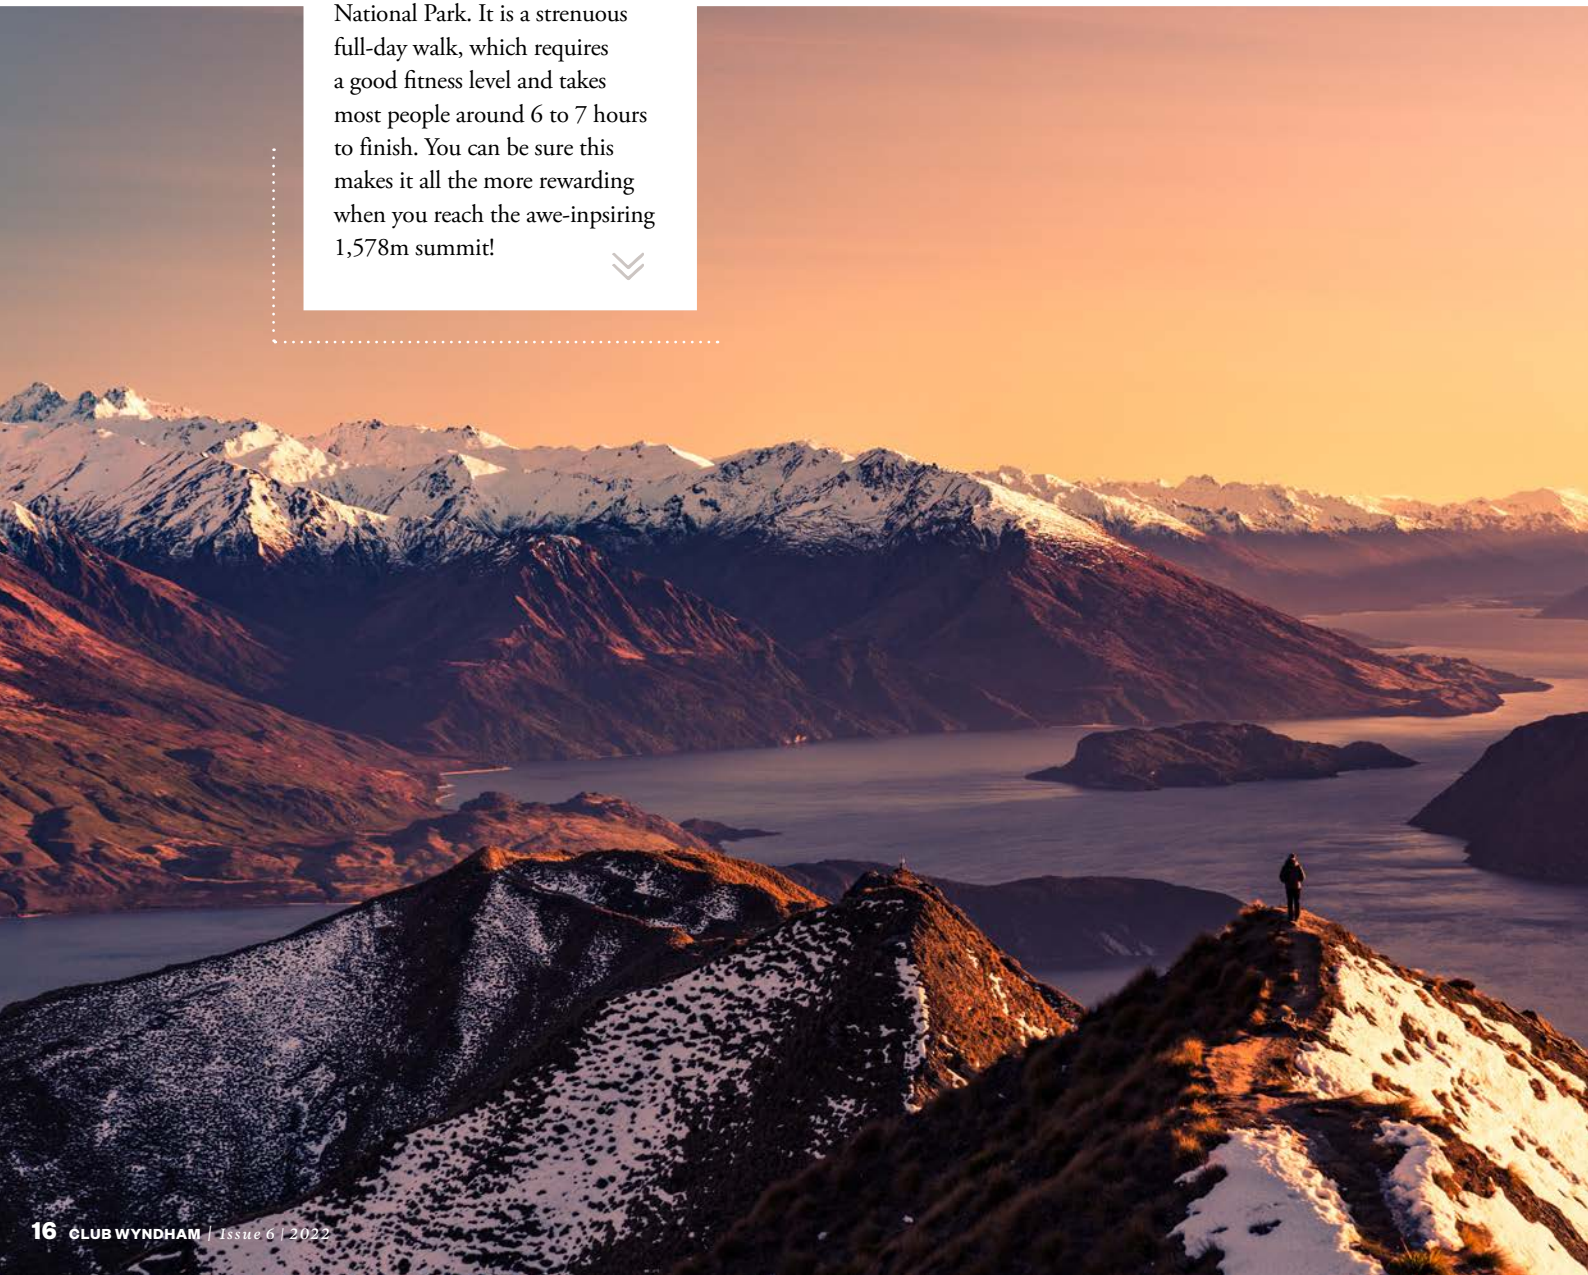 National Park. It is a strenuous
full-day walk, which requires
a good fitness level and takes
most people around 6 to 7 hours
to finish. You can be sure this
makes it all the more rewarding
when you reach the awe-inpsiring
1,578m summit!
16 CLUB WYNDHAM | Issue 6 | 2022